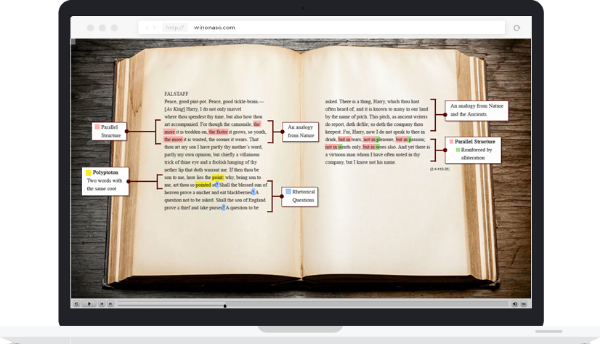 http://
wironaso.com
FALSTAFF
Peace, good pint-pot. Peace, good tickle-brain.—
[As King] Harry, I do not only marvel
where thou spendest thy time, but also how thou
art accompanied. For though the camomile, the
more it is trodden on, the faster it grows, so youth,
the more it is wasted, the sooner it wears. That
thou art my son I have partly thy mother's word,
partly my own opinion, but chiefly a villainous
trick of thine eye and a foolish hanging of thy
nether lip that doth warrant me. If then thou be
son to me, here lies the point: why, being son to
me, art thou so pointed at? Shall the blessed son of
heaven prove a micher and eat blackberries? A
question not to be asked. Shall the son of England
prove a thief and take purses? A question to be
asked. There is a thing, Harry, which thou hast
often heard of, and it is known to many in our land
by the name of pitch. This pitch, as ancient writers
do report, doth defile; so doth the company thou
keepest. For, Harry, now I do not speak to thee in
drink, but in tears; not in pleasure, but in passion;
not in words only, but in woes also. And yet there is
a virtuous man whom I have often noted in thy
company, but I know not his name.
Parallel
Structure
Polyptoton
Two words with
the same root
An analogy
from Nature
Rhetorical
Questions
An analogy from Nature
and the Ancients
Parallel Structure
Reinforced by
alliteration